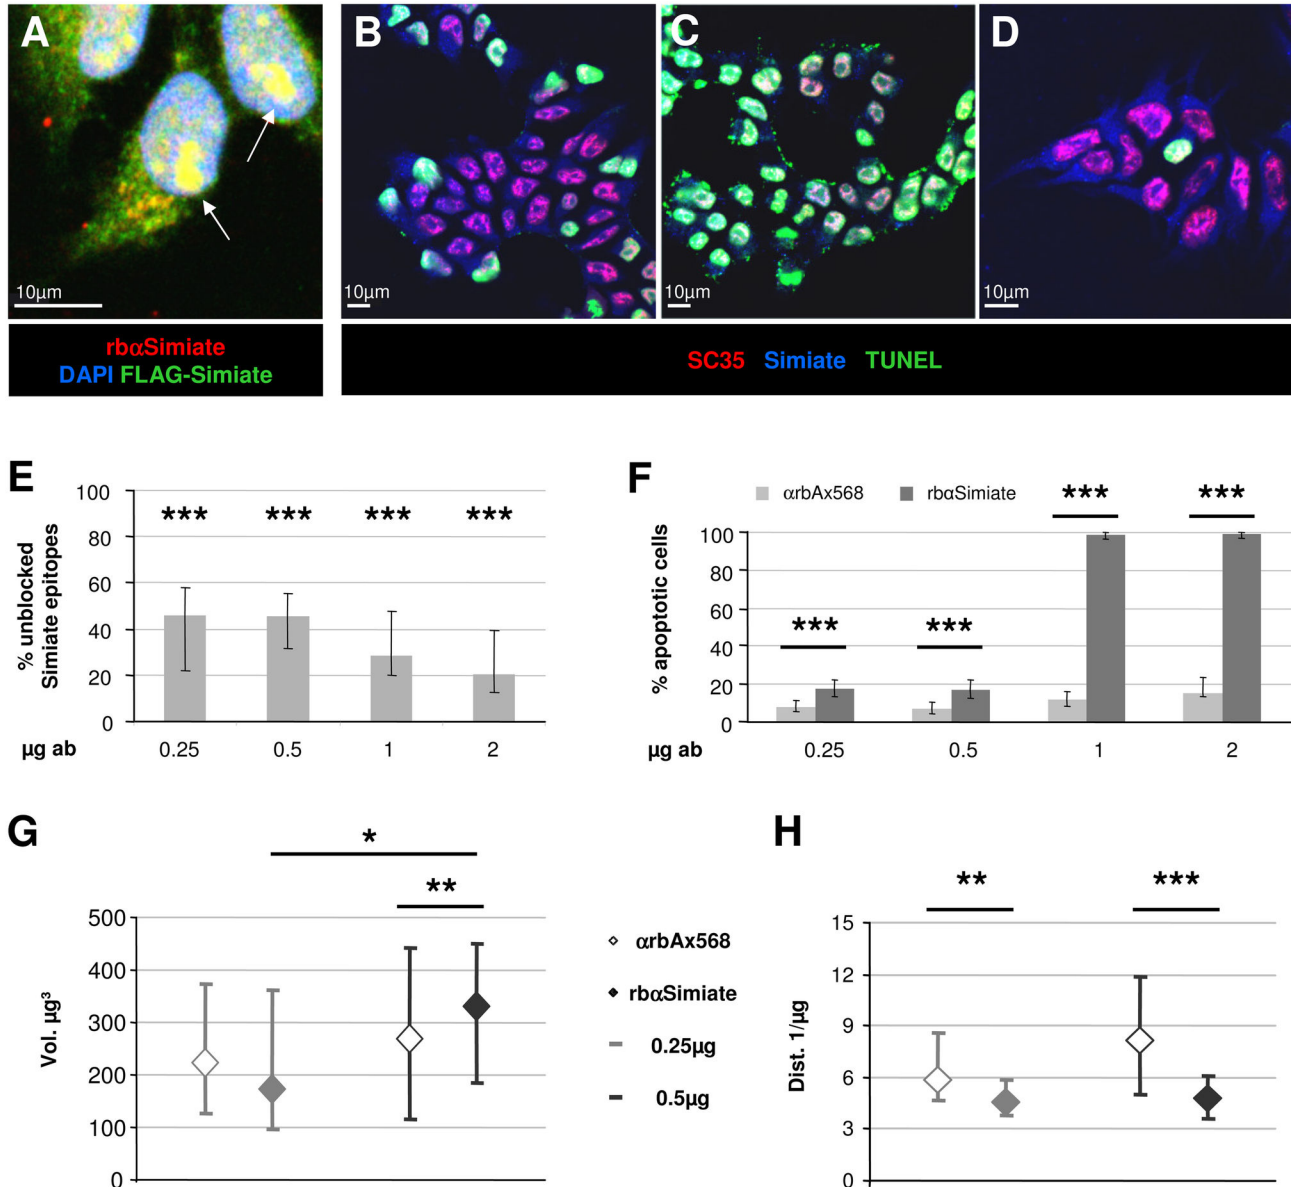 A
B
C
D
10µm
10µm
10µm
10µm
rbαSimiate
DAPI FLAG-Simiate
SC35 Simiate TUNEL
E
% unblocked
Simiate epitopes
100
80
60
40
20
0
*** *** *** ***
µg ab
0.25 0.5 1 2
F
αrbAx568 rbαSimiate
% apoptotic cells
100
80
60
40
20
0
*** *** *** ***
µg ab
0.25 0.5 1 2
G
*
**
Vol. µg³
500
400
300
200
100
0
αrbAx568
rbαSimiate
0.25µg
0.5µg
H
** ***
Dist. 1/µg
15
12
9
6
3
0